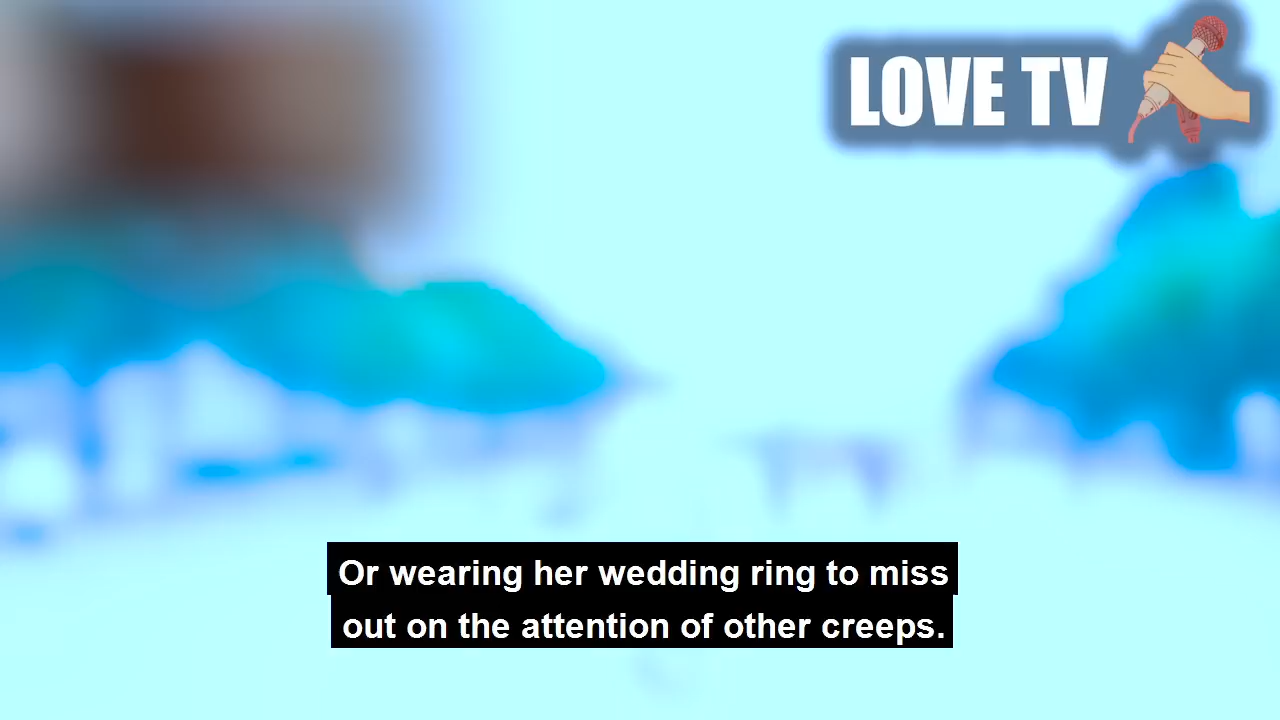 LOVE TV
Or wearing her wedding ring to miss
out on the attention of other creeps.